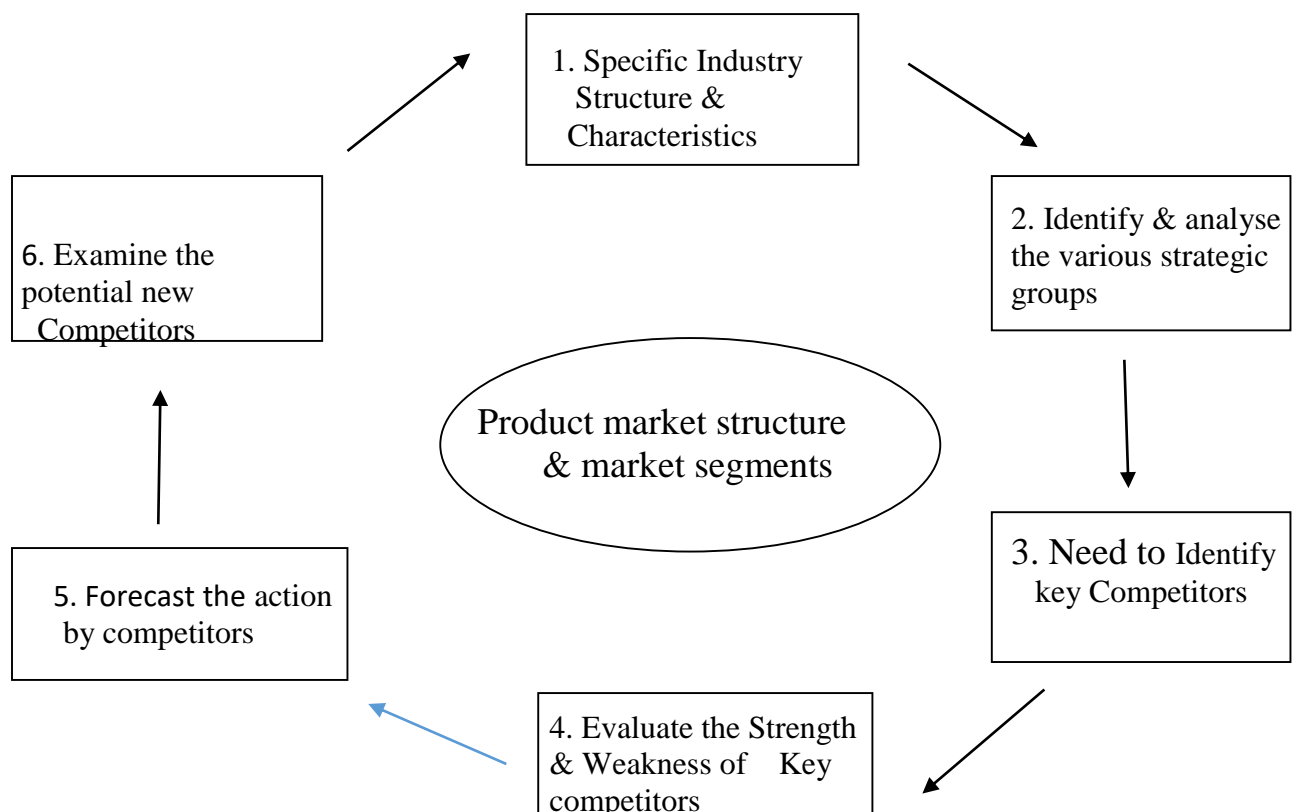 1. Specific Industry
Structure &
Characteristics
2. Identify & analyse
the various strategic
groups
3. Need to Identify
key Competitors
4. Evaluate the Strength
& Weakness of Key
competitors
5. Forecast the action
by competitors
6. Examine the
potential new
Competitors
Product market structure
& market segments